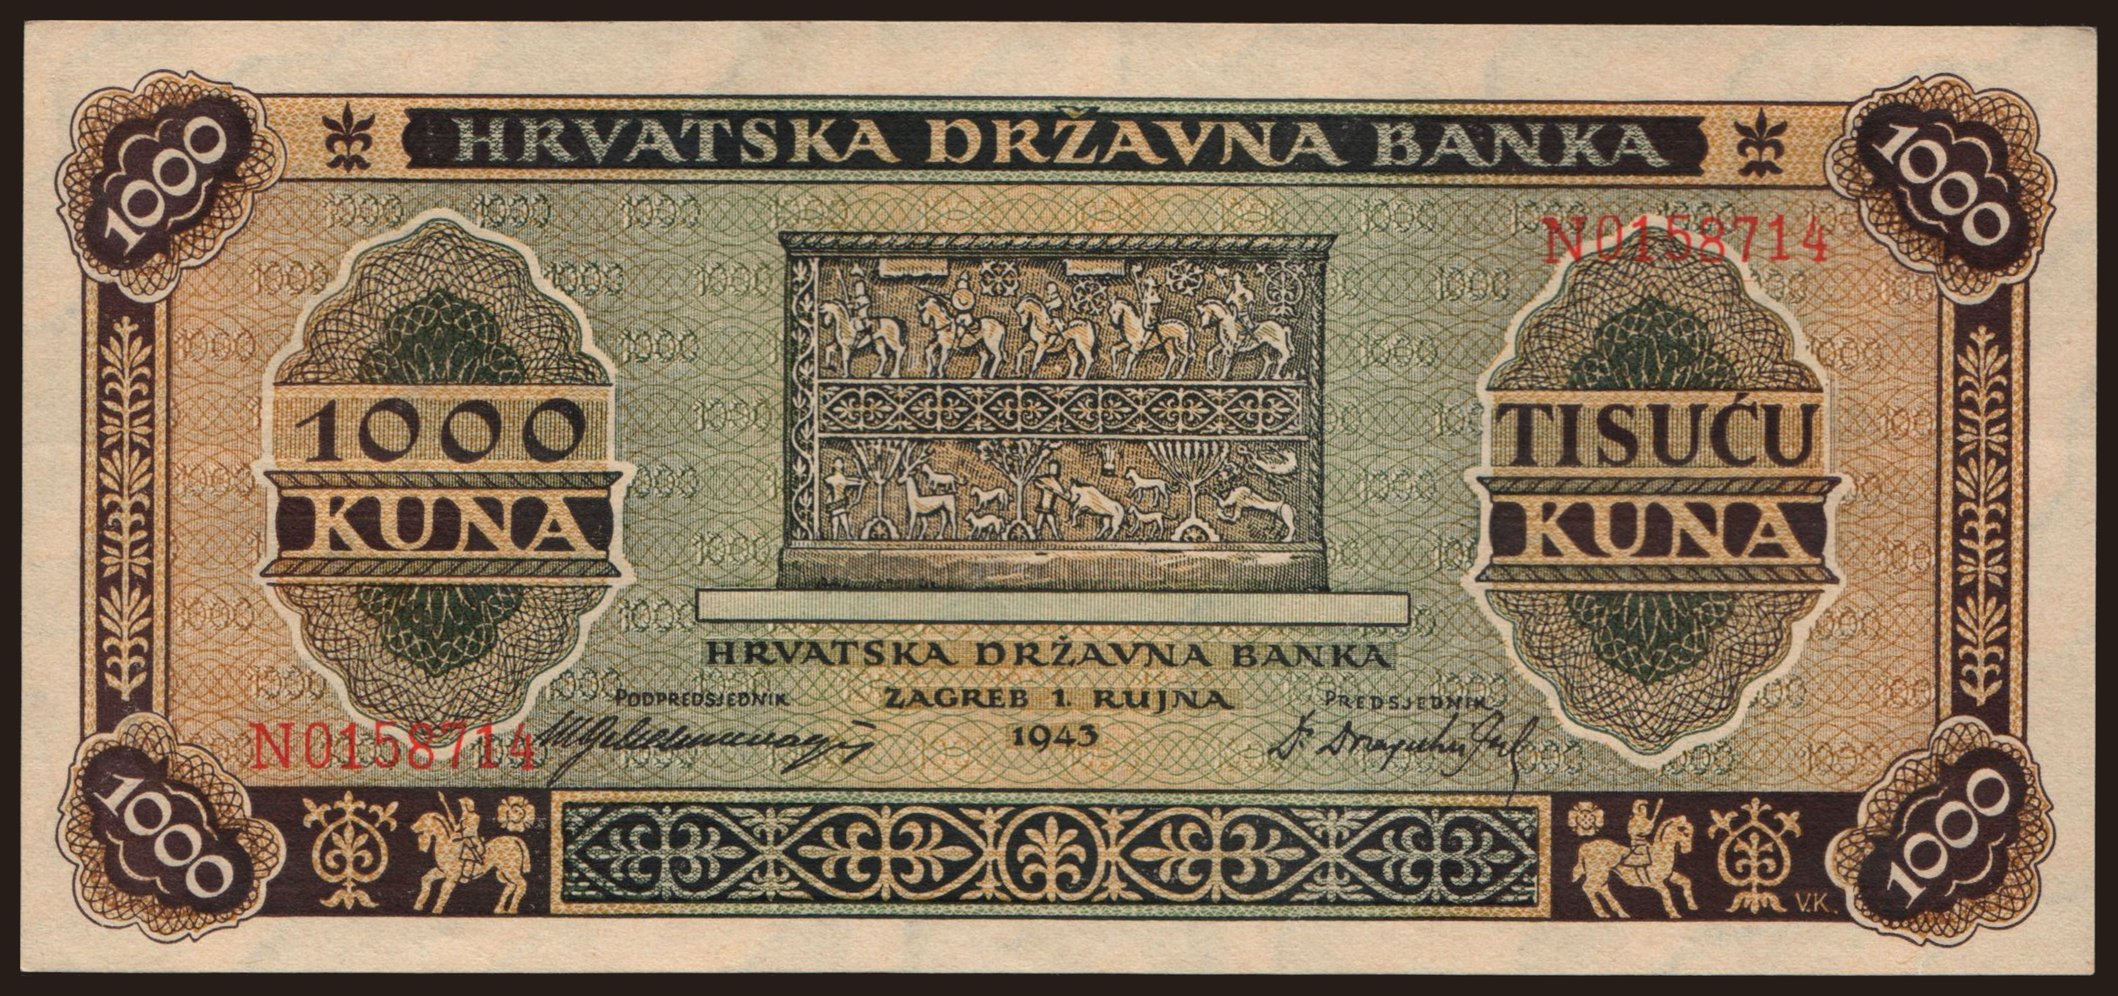 1000
HRVATSKA DRŽAVNA BANKA
1000
N0158714
1000
KUNA
TISUĆU
KUNA
HRVATSKA DRŽAVNA BANKA
PODPREDSJEDNIK
ZAGREB 1. RUJNA
PREDSJEDNIK
1943
N0158714
1000
V.K.
1000